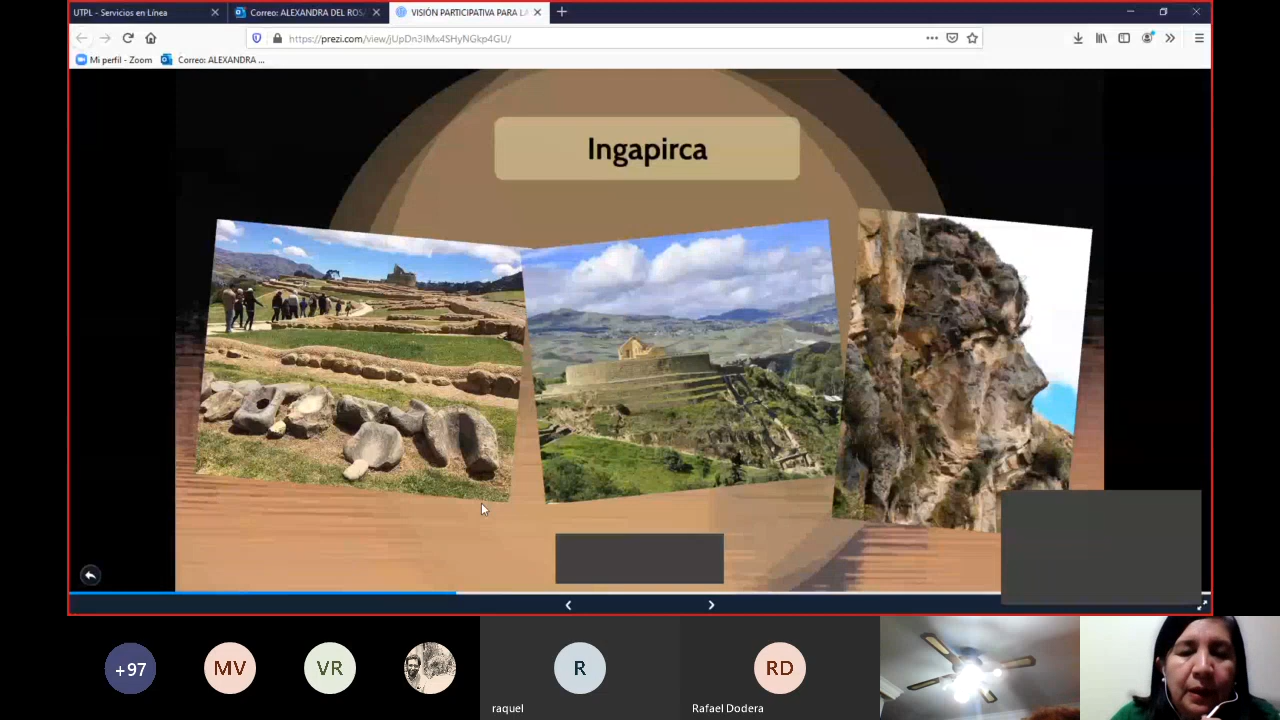 UTPL - Servicios en Línea
Correo: ALEXANDRA DEL ROS
VISIÓN PARTICIPATIVA PARA LA
https://prezi.com/view/jUpDn3IMx4SHyNGkp4GU/
Mi perfil - Zoom
Correo: ALEXANDRA ...
Ingapirca
+97
MV
VR
R
RD
raquel
Rafael Dodera